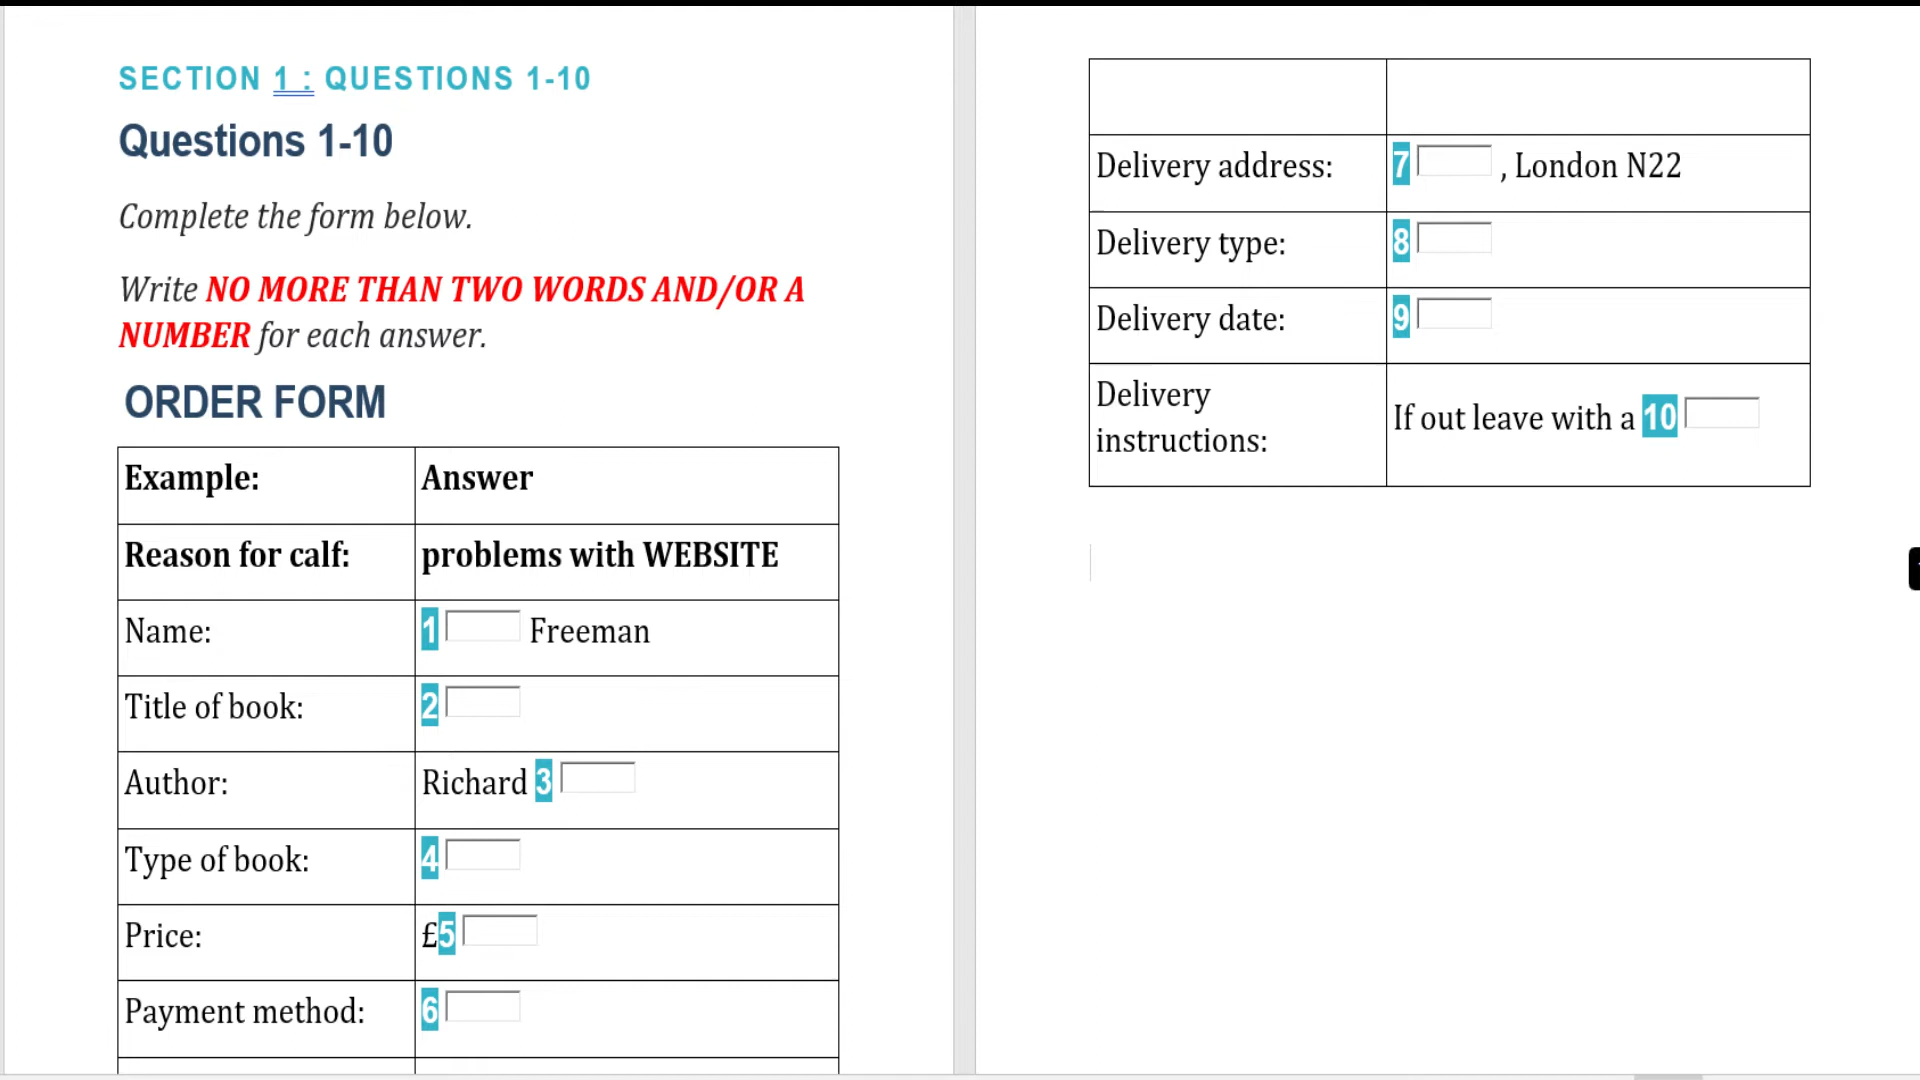 SECTION 1 : QUESTIONS 1-10
Questions 1-10
Complete the form below.
Write NO MORE THAN TWO WORDS AND/OR A
NUMBER for each answer.
ORDER FORM
Example: Answer
Reason for calf: problems with WEBSITE
Name: 1 Freeman
Title of book: 2
Author: Richard 3
Type of book: 4
Price: £5
Payment method: 6
Delivery address: 7 , London N22
Delivery type: 8
Delivery date: 9
Delivery
instructions:
If out leave with a 10